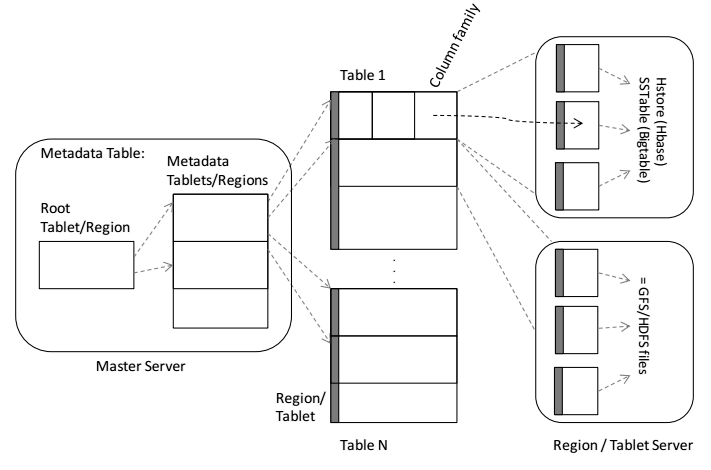 Table 1
Column family
Hstore (Hbase)
SSTable (Bigtable)
Metadata Table:
Metadata
Tablets/Regions
Root
Tablet/Region
Master Server
= GFS/HDFS files
Region/
Tablet
Table N
Region / Tablet Server